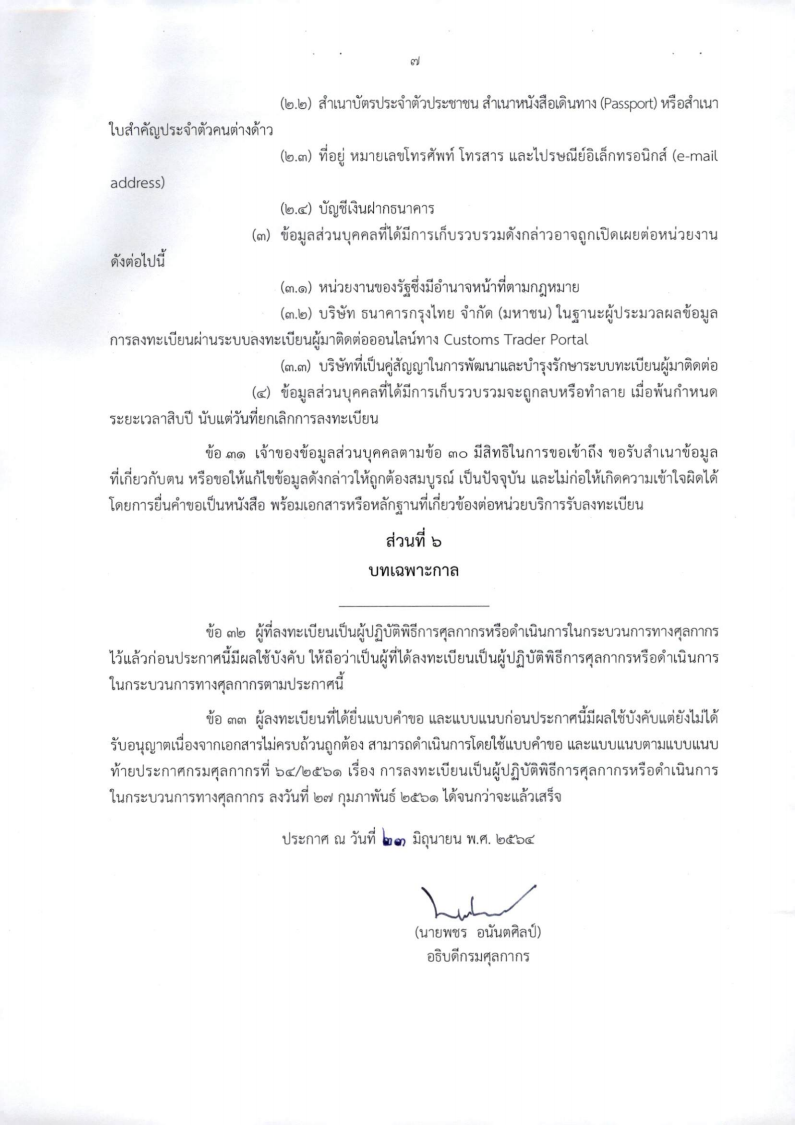 ๗
(๒.๒) สำเนาบัตรประจำตัวประชาชน สำเนาหนังสือเดินทาง (Passport) หรือสำเนา
ใบสำคัญประจำตัวคนต่างด้าว
(๒.๓) ที่อยู่ หมายเลขโทรศัพท์ โทรสาร และไปรษณีย์อิเล็กทรอนิกส์ (e-mail
address)
(๒.๔) บัญชีเงินฝากธนาคาร
(๓) ข้อมูลส่วนบุคคลที่ได้มีการเก็บรวบรวมดังกล่าวอาจถูกเปิดเผยต่อหน่วยงาน
ดังต่อไปนี้
(๓.๑) หน่วยงานของรัฐซึ่งมีอำนาจหน้าที่ตามกฎหมาย
(๓.๒) บริษัท ธนาคารกรุงไทย จำกัด (มหาชน) ในฐานะผู้ประมวลผลข้อมูล
การลงทะเบียนผ่านระบบลงทะเบียนผู้มาติดต่อออนไลน์ทาง Customs Trader Portal
(๓.๓) บริษัทที่เป็นคู่สัญญาในการพัฒนาและบำรุงรักษาระบบทะเบียนผู้มาติดต่อ
(๔) ข้อมูลส่วนบุคคลที่ได้มีการเก็บรวบรวมจะถูกลบหรือทำลาย เมื่อพ้นกำหนด
ระยะเวลาสิบปี นับแต่วันที่ยกเลิกการลงทะเบียน
ข้อ ๓๑ เจ้าของข้อมูลส่วนบุคคลตามข้อ ๓๐ มีสิทธิในการขอเข้าถึง ขอรับสำเนาข้อมูล
ที่เกี่ยวกับตน หรือขอให้แก้ไขข้อมูลดังกล่าวให้ถูกต้องสมบูรณ์ เป็นปัจจุบัน และไม่ก่อให้เกิดความเข้าใจผิดได้
โดยการยื่นคำขอเป็นหนังสือ พร้อมเอกสารหรือหลักฐานที่เกี่ยวข้องต่อหน่วยบริการรับลงทะเบียน
ส่วนที่ ๖
บทเฉพาะกาล
ข้อ ๓๒ ผู้ที่ลงทะเบียนเป็นผู้ปฏิบัติพิธีการศุลกากรหรือดำเนินการในกระบวนการทางศุลกากร
ไว้แล้วก่อนประกาศนี้มีผลใช้บังคับ ให้ถือว่าเป็นผู้ที่ได้ลงทะเบียนเป็นผู้ปฏิบัติพิธีการศุลกากรหรือดำเนินการ
ในกระบวนการทางศุลกากรตามประกาศนี้
ข้อ ๓๓ ผู้ลงทะเบียนที่ได้ยื่นแบบคำขอ และแบบแนบก่อนประกาศนี้มีผลใช้บังคับแต่ยังไม่ได้
รับอนุญาตเนื่องจากเอกสารไม่ครบถ้วนถูกต้อง สามารถดำเนินการโดยใช้แบบคำขอ และแบบแนบตามแบบแนบ
ท้ายประกาศกรมศุลกากรที่ ๖๔/๒๕๖๑ เรื่อง การลงทะเบียนเป็นผู้ปฏิบัติพิธีการศุลกากรหรือดำเนินการ
ในกระบวนการทางศุลกากร ลงวันที่ ๒๗ กุมภาพันธ์ ๒๕๖๑ ได้จนกว่าจะแล้วเสร็จ
ประกาศ ณ วันที่ ๒๓ มิถุนายน พ.ศ. ๒๕๖๔
(นายพชร อนันตศิลป์)
อธิบดีกรมศุลกากร